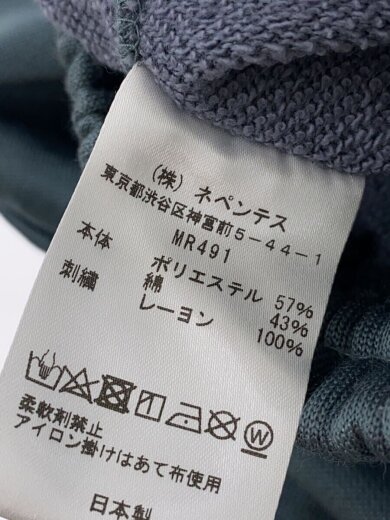 (株) ネペンテス
東京都渋谷区神宮前5-44-1
MR491
本体 ポリエステル 57%
綿 43%
刺繍 レーヨン 100%
W
柔軟剤禁止
アイロン掛けはあて布使用
日本製